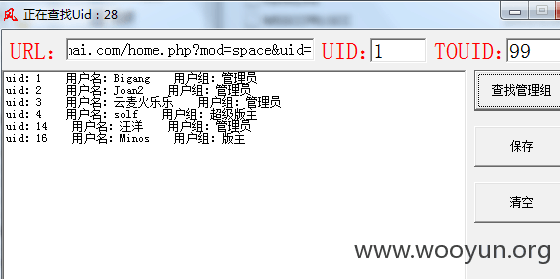 风 正在查找Uid：28
URL: mai.com/home.php?mod=space&uid= UID: 1 TOUID: 99
uid: 1 用户名: Bigang 用户组: 管理员
uid: 2 用户名: Joan2 用户组: 管理员
uid: 3 用户名: 云麦火乐乐 用户组: 管理员
uid: 4 用户名: solf 用户组: 超级版主
uid: 14 用户名: 汪洋 用户组: 管理员
uid: 16 用户名: Minos 用户组: 版主
查找管理组
保存
清空
www.wooyun.org